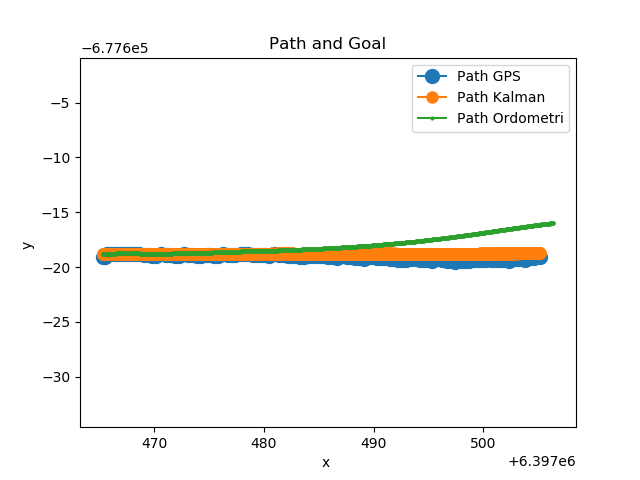 Path and Goal
−6.776e5
Path GPS
Path Kalman
Path Ordometri
−5
−10
−15
−20
−25
−30
y
470
480
490
500
x
+6.397e6